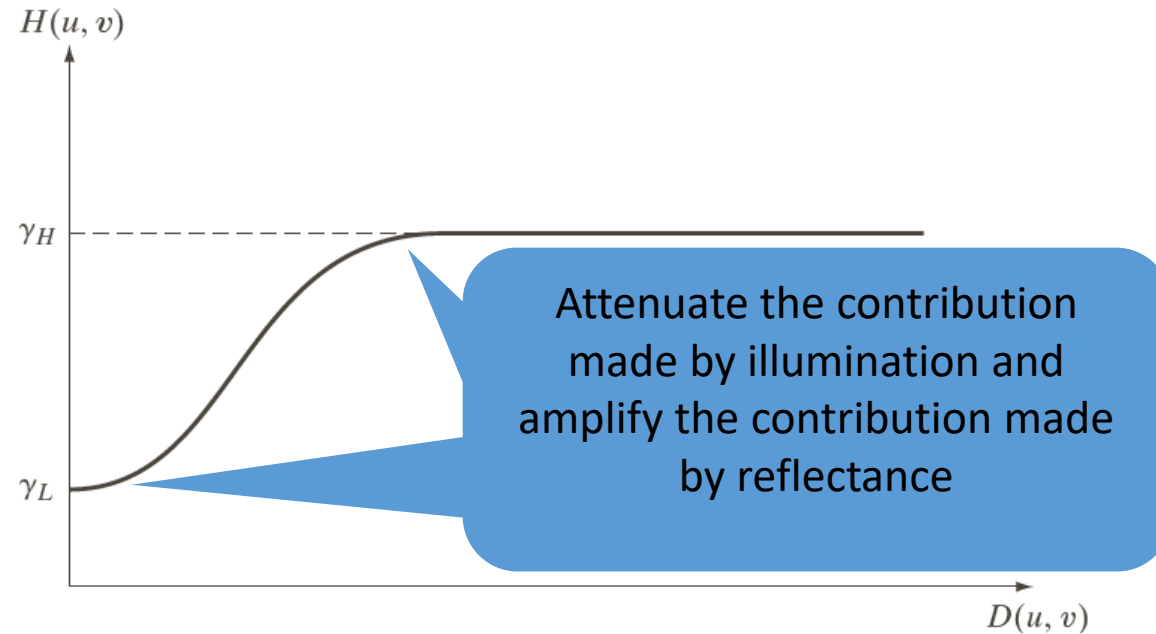 H(u, v)
γH
Attenuate the contribution
made by illumination and
amplify the contribution made
by reflectance
γL
D(u, v)